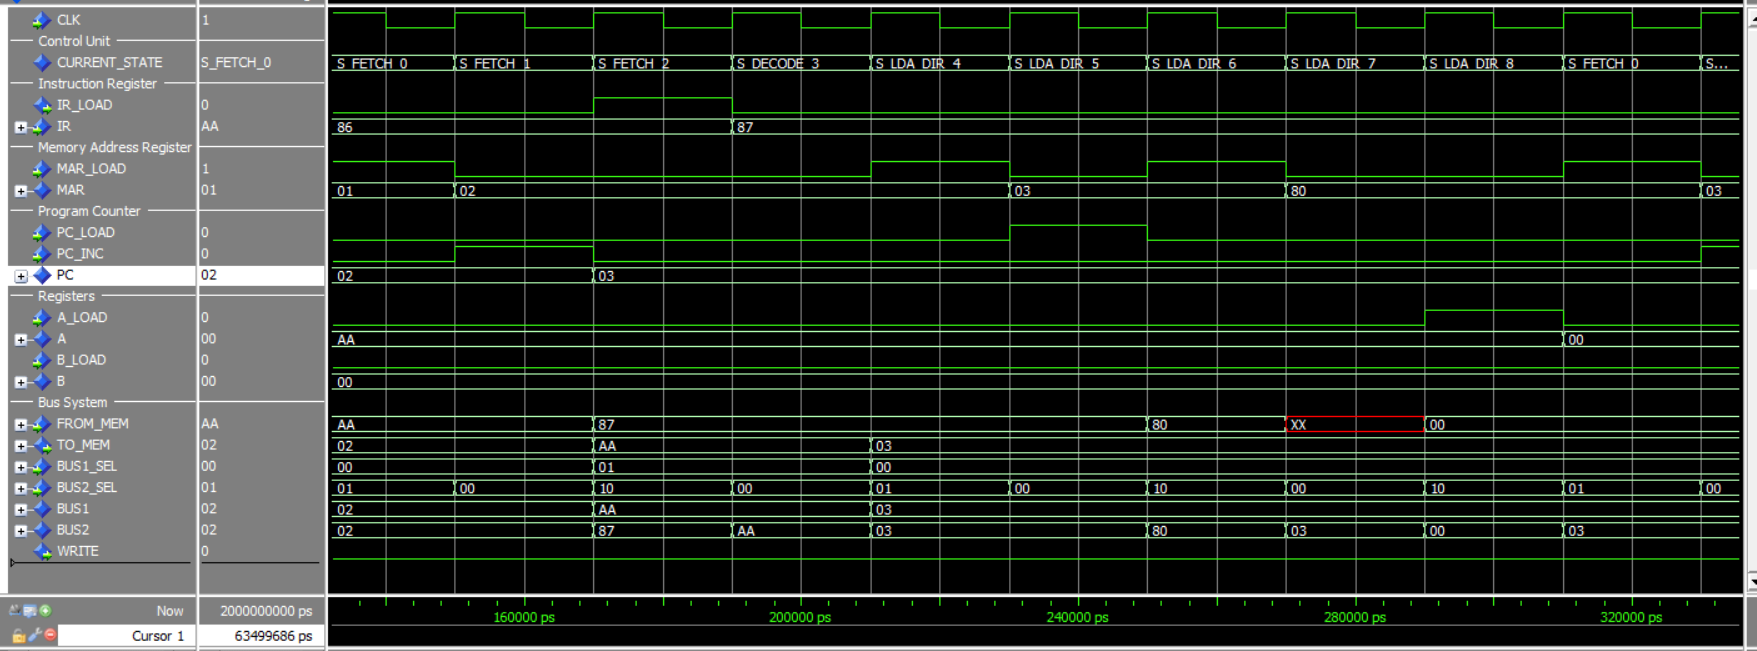 CLK 1
Control Unit
CURRENT_STATE S_FETCH_0 S_FETCH_0 S_FETCH_1 S_FETCH_2 S_DECODE_3 S_LDA_DIR_4 S_LDA_DIR_5 S_LDA_DIR_6 S_LDA_DIR_7 S_LDA_DIR_8 S_FETCH_0 S...
Instruction Register
IR_LOAD 0
IR AA 86 87
Memory Address Register
MAR_LOAD 1
MAR 01 01 02 03 80 03
Program Counter
PC_LOAD 0
PC_INC 0
PC 02 02 03
Registers
A_LOAD 0
A 00 AA 00
B_LOAD 0
B 00 00
Bus System
FROM_MEM AA AA 87 80 XX 00
TO_MEM 02 02 AA 03
BUS1_SEL 00 00 01 00
BUS2_SEL 01 01 00 10 00 01 00 10 00 10 01 00
BUS1 02 02 AA 03
BUS2 02 02 87 AA 03 80 03 00 03
WRITE 0
Now 2000000000 ps 160000 ps 200000 ps 240000 ps 280000 ps 320000 ps
Cursor 1 63499686 ps